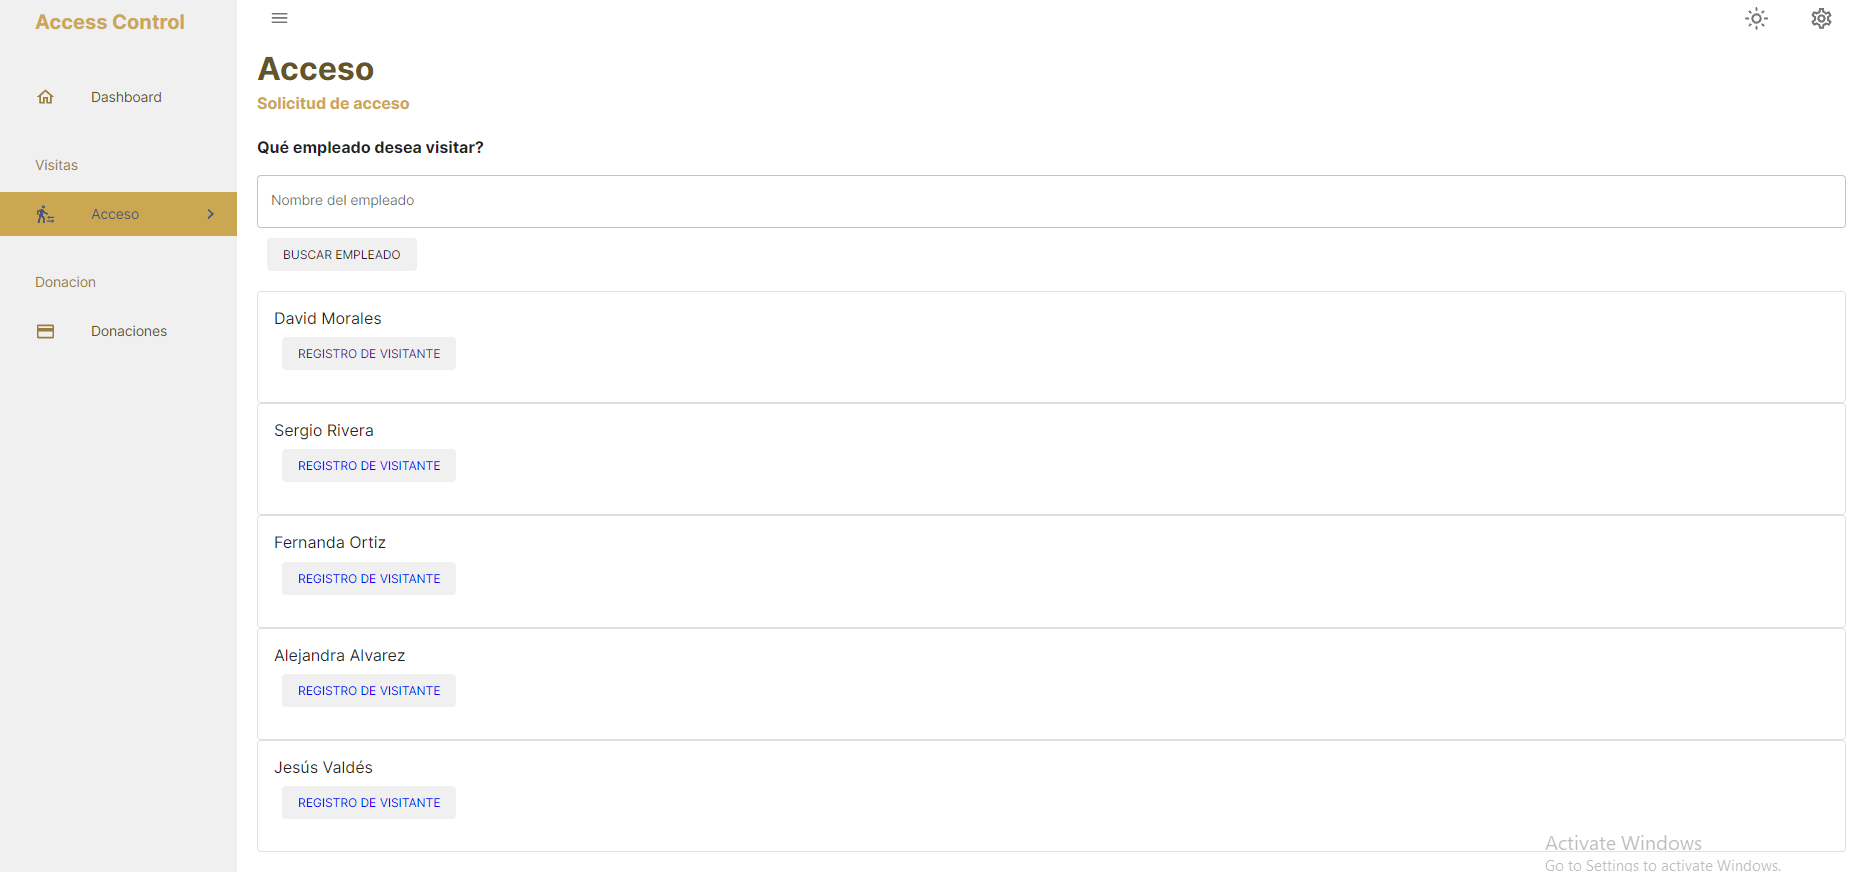 Access Control
Dashboard
Visitas
Acceso
Donacion
Donaciones
Acceso
Solicitud de acceso
Qué empleado desea visitar?
Nombre del empleado
BUSCAR EMPLEADO
David Morales
REGISTRO DE VISITANTE
Sergio Rivera
REGISTRO DE VISITANTE
Fernanda Ortiz
REGISTRO DE VISITANTE
Alejandra Alvarez
REGISTRO DE VISITANTE
Jesús Valdés
REGISTRO DE VISITANTE
Activate Windows
Go to Settings to activate Windows.